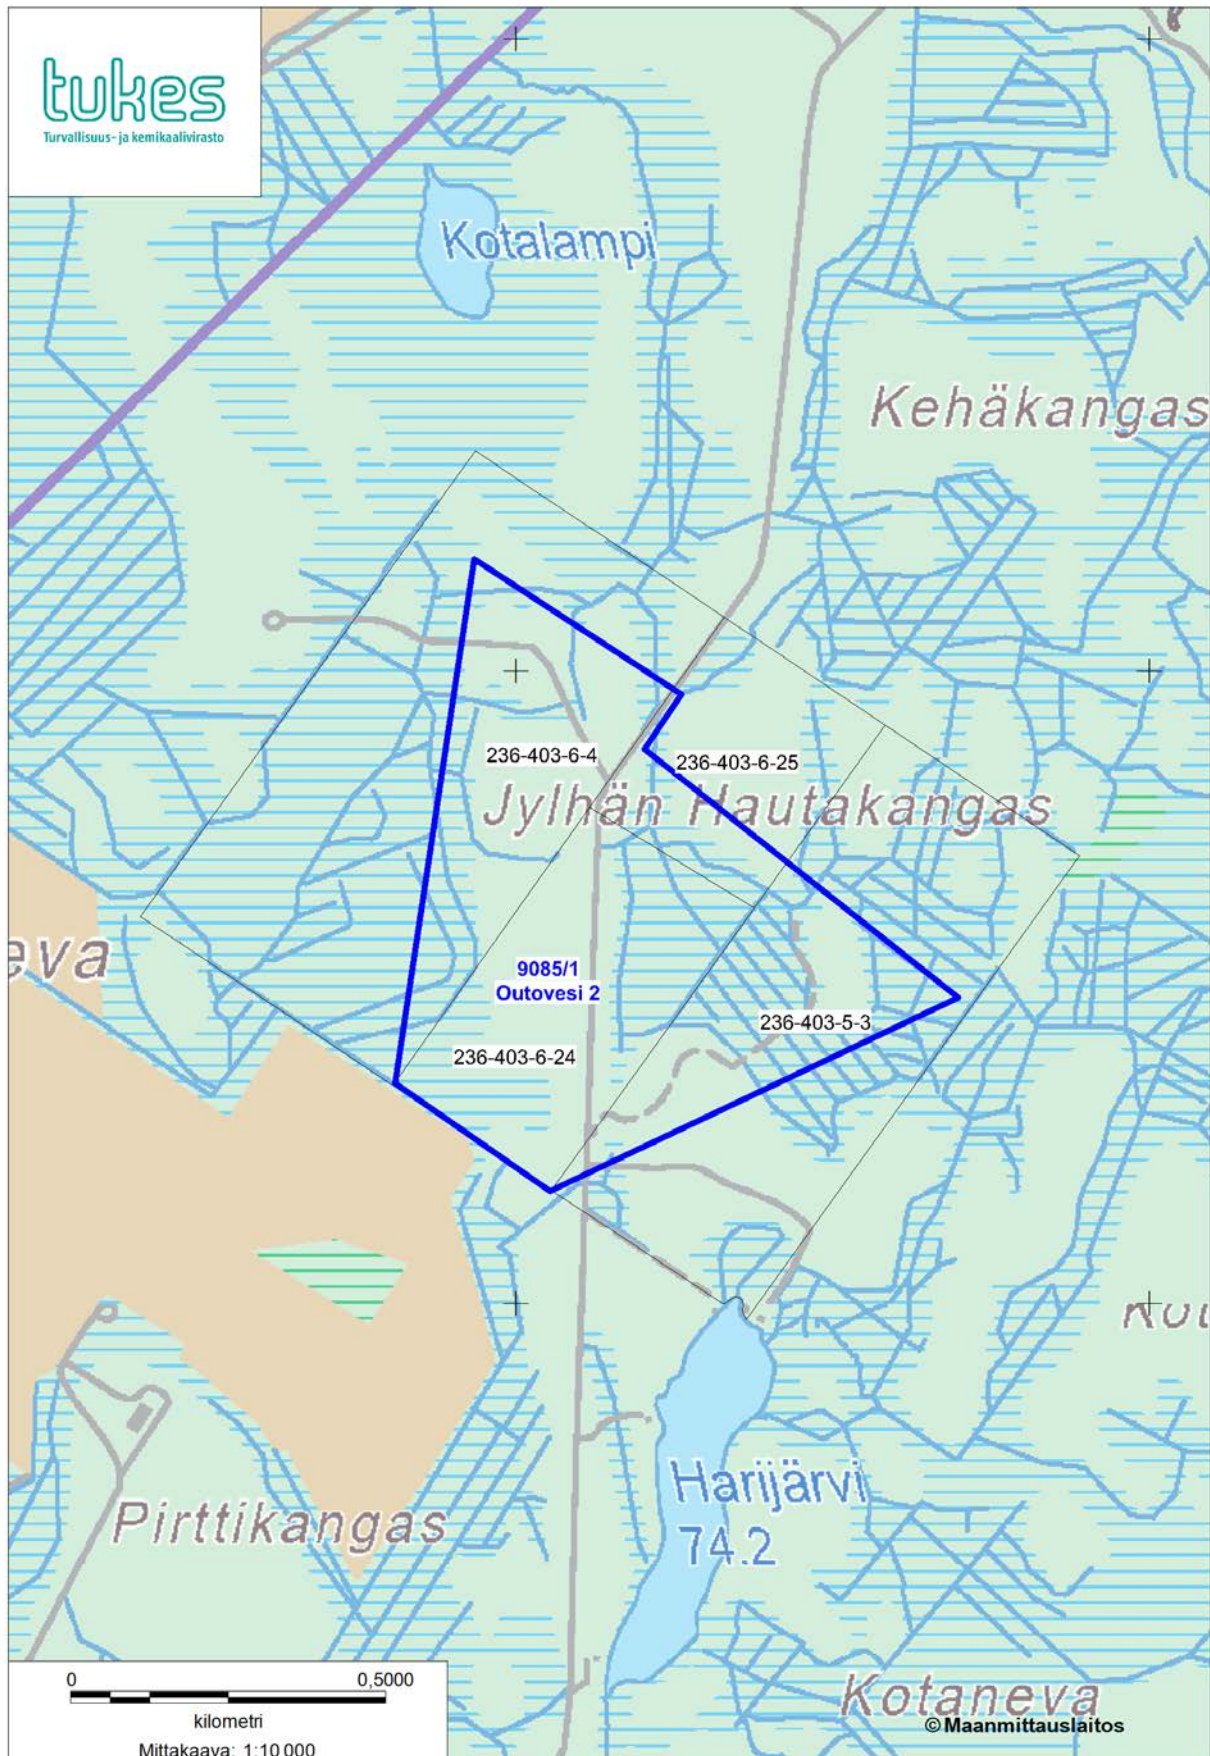 tukes
Turvallisuus- ja kemikaalivirasto
Kotalampi
Kehäkangas
236-403-6-4
236-403-6-25
Jylhän Hautakangas
eva
9085/1
Outovesi 2
236-403-5-3
236-403-6-24
Harijärvi
74.2
Pirttikangas
Kotaneva
© Maanmittauslaitos
0 0,5000
kilometri
Mittakaava: 1:10 000